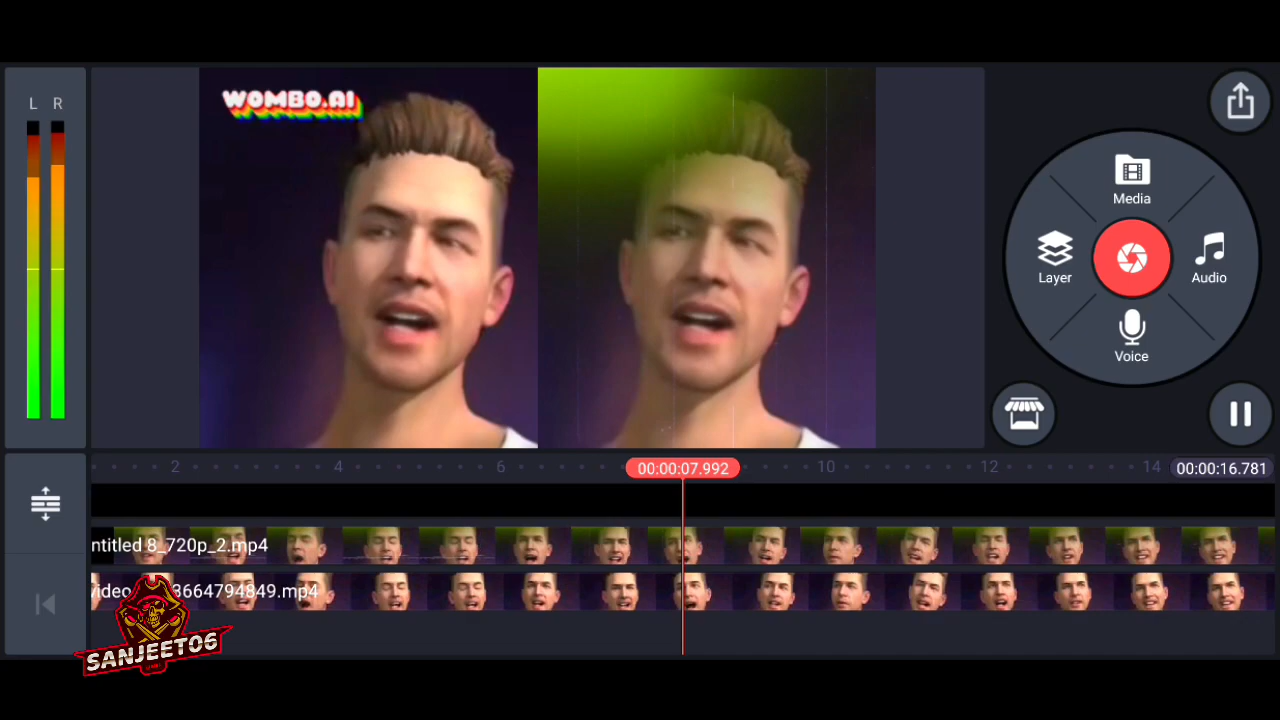 L R
WOMBO.AI
Media
Layer
Audio
Voice
2
4
6
00:00:07.992
10
12
14
00:00:16.781
ntitled 8_720p_2.mp4
video
3664794849.mp4
SANJEET06